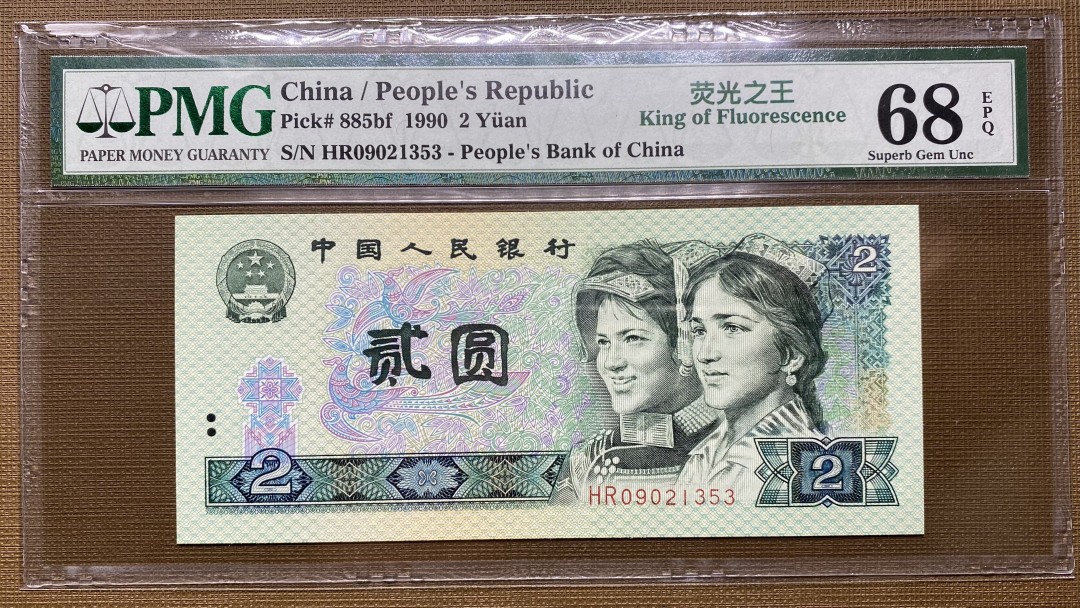 PMG
PAPER MONEY GUARANTY
China / People's Republic
Pick# 885bf 1990 2 Yüan
S/N HR09021353 - People's Bank of China
荧光之王
King of Fluorescence
68
EPQ
Superb Gem Unc
中国人民银行
2
贰圆
2
HR09021353
2